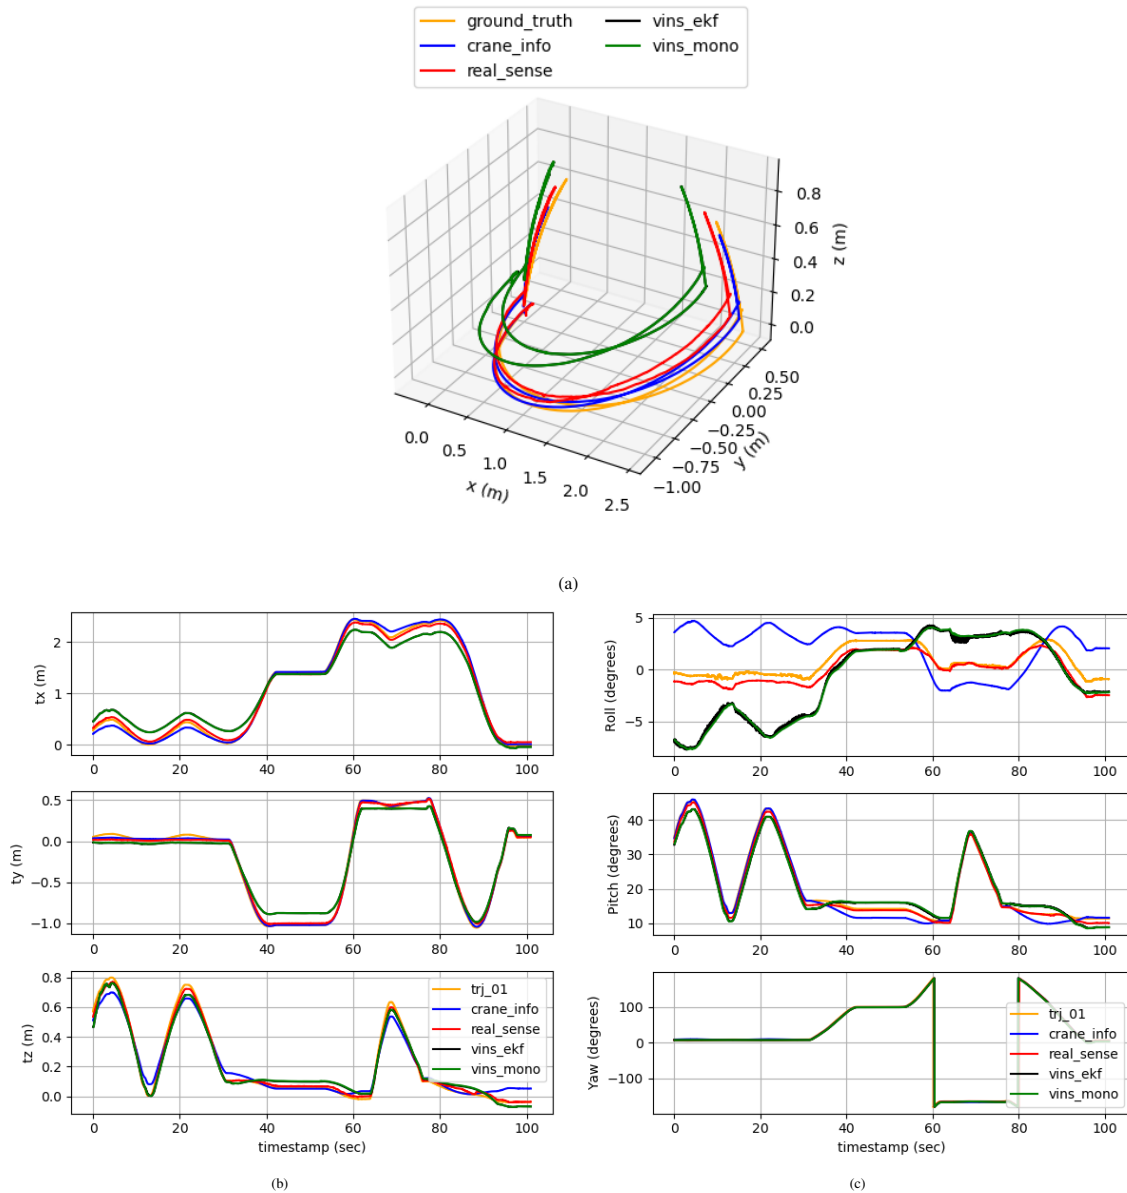 ground_truth
crane_info
real_sense
vins_ekf
vins_mono
0.8
0.6
0.4
0.2
0.0
z (m)
0.50
0.25
0.00
−0.25
−0.50
−0.75
−1.00
y (m)
0.0
0.5
1.0
1.5
2.0
2.5
x (m)
(a)
tx (m)
2
1
0
0 20 40 60 80 100
ty (m)
0.5
0.0
−0.5
−1.0
0 20 40 60 80 100
tz (m)
0.8
0.6
0.4
0.2
0.0
trj_01
crane_info
real_sense
vins_ekf
vins_mono
0 20 40 60 80 100
timestamp (sec)
(b)
Roll (degrees)
5
0
−5
0 20 40 60 80 100
Pitch (degrees)
40
30
20
10
0 20 40 60 80 100
Yaw (degrees)
100
0
−100
trj_01
crane_info
real_sense
vins_ekf
vins_mono
0 20 40 60 80 100
timestamp (sec)
(c)